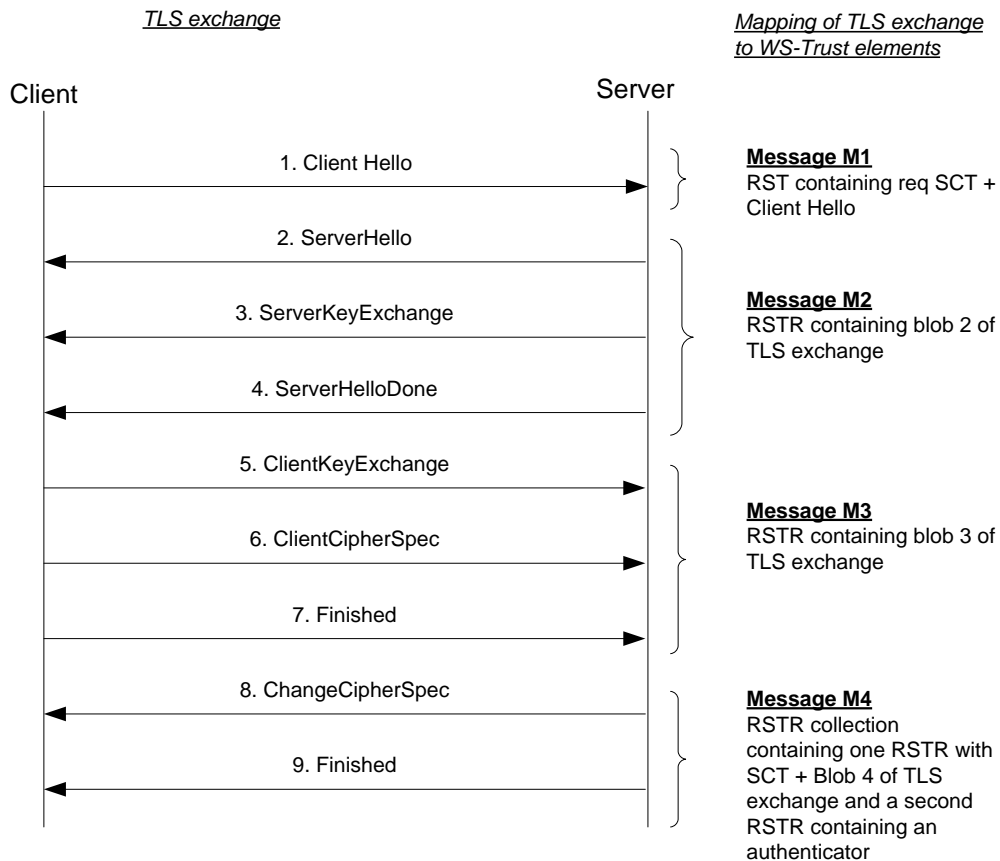 TLS exchange
Mapping of TLS exchange
to WS-Trust elements
Client
Server
1. Client Hello
Message M1
RST containing req SCT +
Client Hello
2. ServerHello
3. ServerKeyExchange
4. ServerHelloDone
Message M2
RSTR containing blob 2 of
TLS exchange
5. ClientKeyExchange
6. ClientCipherSpec
7. Finished
Message M3
RSTR containing blob 3 of
TLS exchange
8. ChangeCipherSpec
9. Finished
Message M4
RSTR collection
containing one RSTR with
SCT + Blob 4 of TLS
exchange and a second
RSTR containing an
authenticator